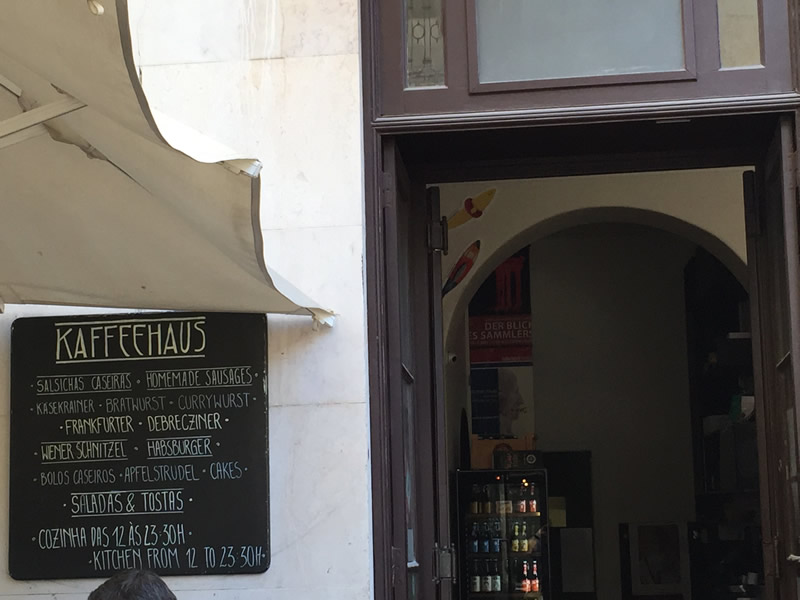 KAFFEEHAUS
· SALSICHAS CASEIRAS · HOMEMADE SAUSAGES ·
· KÄSEKRAINER · BRATWURST · CURRYWURST ·
· FRANKFURTER · DEBRECZINER ·
· WIENER SCHNITZEL · HABSBURGER ·
· BOLOS CASEIROS · APFELSTRUDEL · CAKES ·
· SALADAS & TOSTAS ·
· COZINHA DAS 12 ÀS 23:30H ·
· KITCHEN FROM 12 TO 23:30H ·
DER BLICK
ES SAMMLERS